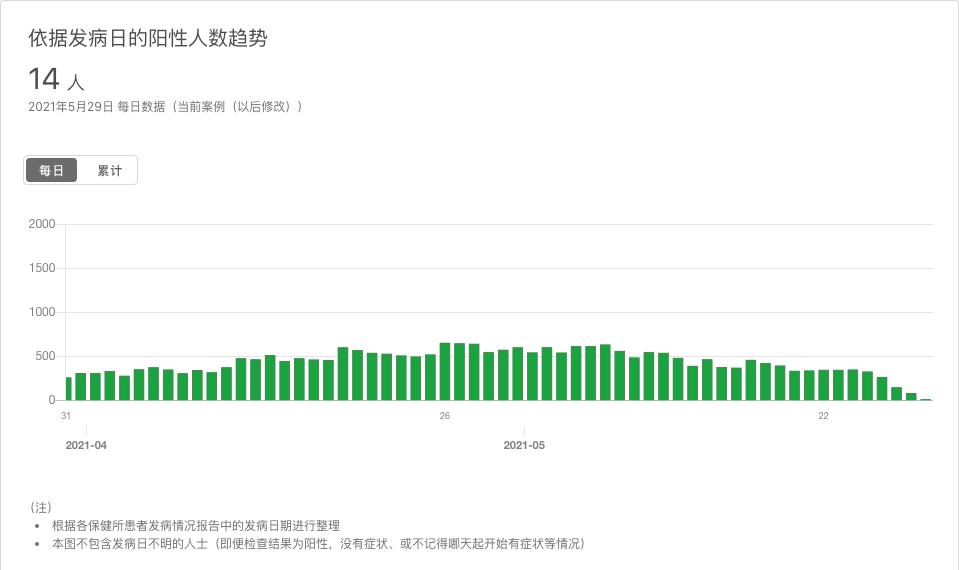 依据发病日的阳性人数趋势
14 人
2021年5月29日 每日数据（当前案例（以后修改））
每日 累计
2000
1500
1000
500
0
31 26 22
2021-04 2021-05
（注）
• 根据各保健所患者发病情况报告中的发病日期进行整理
• 本图不包含发病日不明的人士（即便检查结果为阳性，没有症状、或不记得哪天起开始有症状等情况）